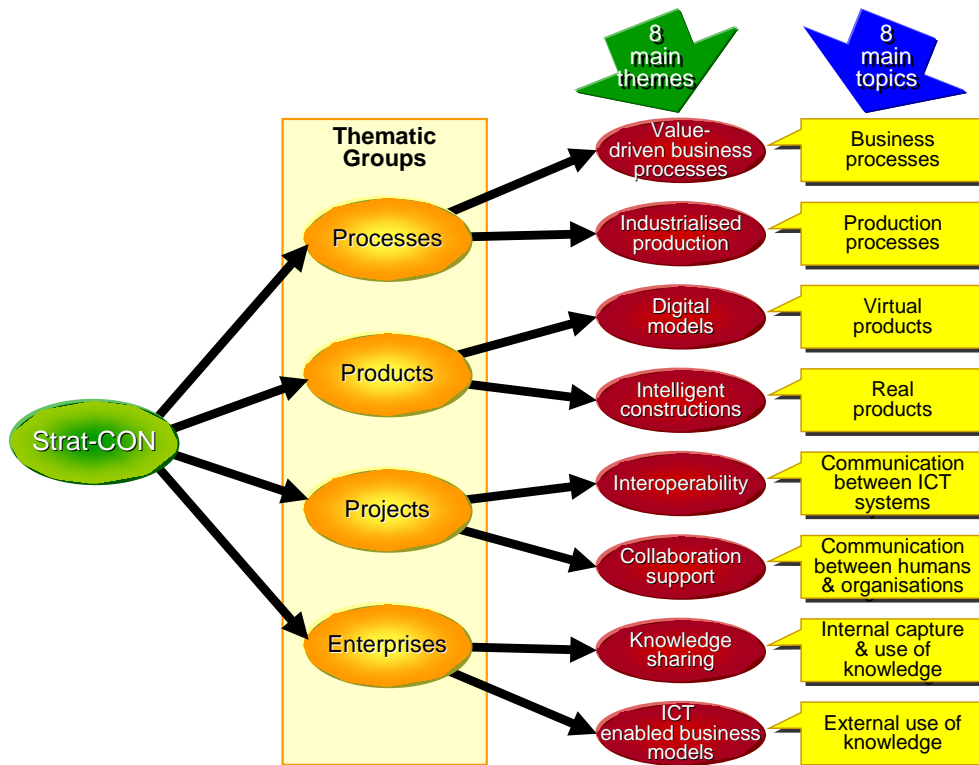 8
main
themes
8
main
topics
Thematic
Groups
Value-
driven business
processes
Business
processes
Processes
Industrialised
production
Production
processes
Digital
models
Virtual
products
Products
Intelligent
constructions
Real
products
Strat-CON
Interoperability
Communication
between ICT
systems
Projects
Collaboration
support
Communication
between humans
& organisations
Enterprises
Knowledge
sharing
Internal capture
& use of
knowledge
ICT
enabled business
models
External use of
knowledge